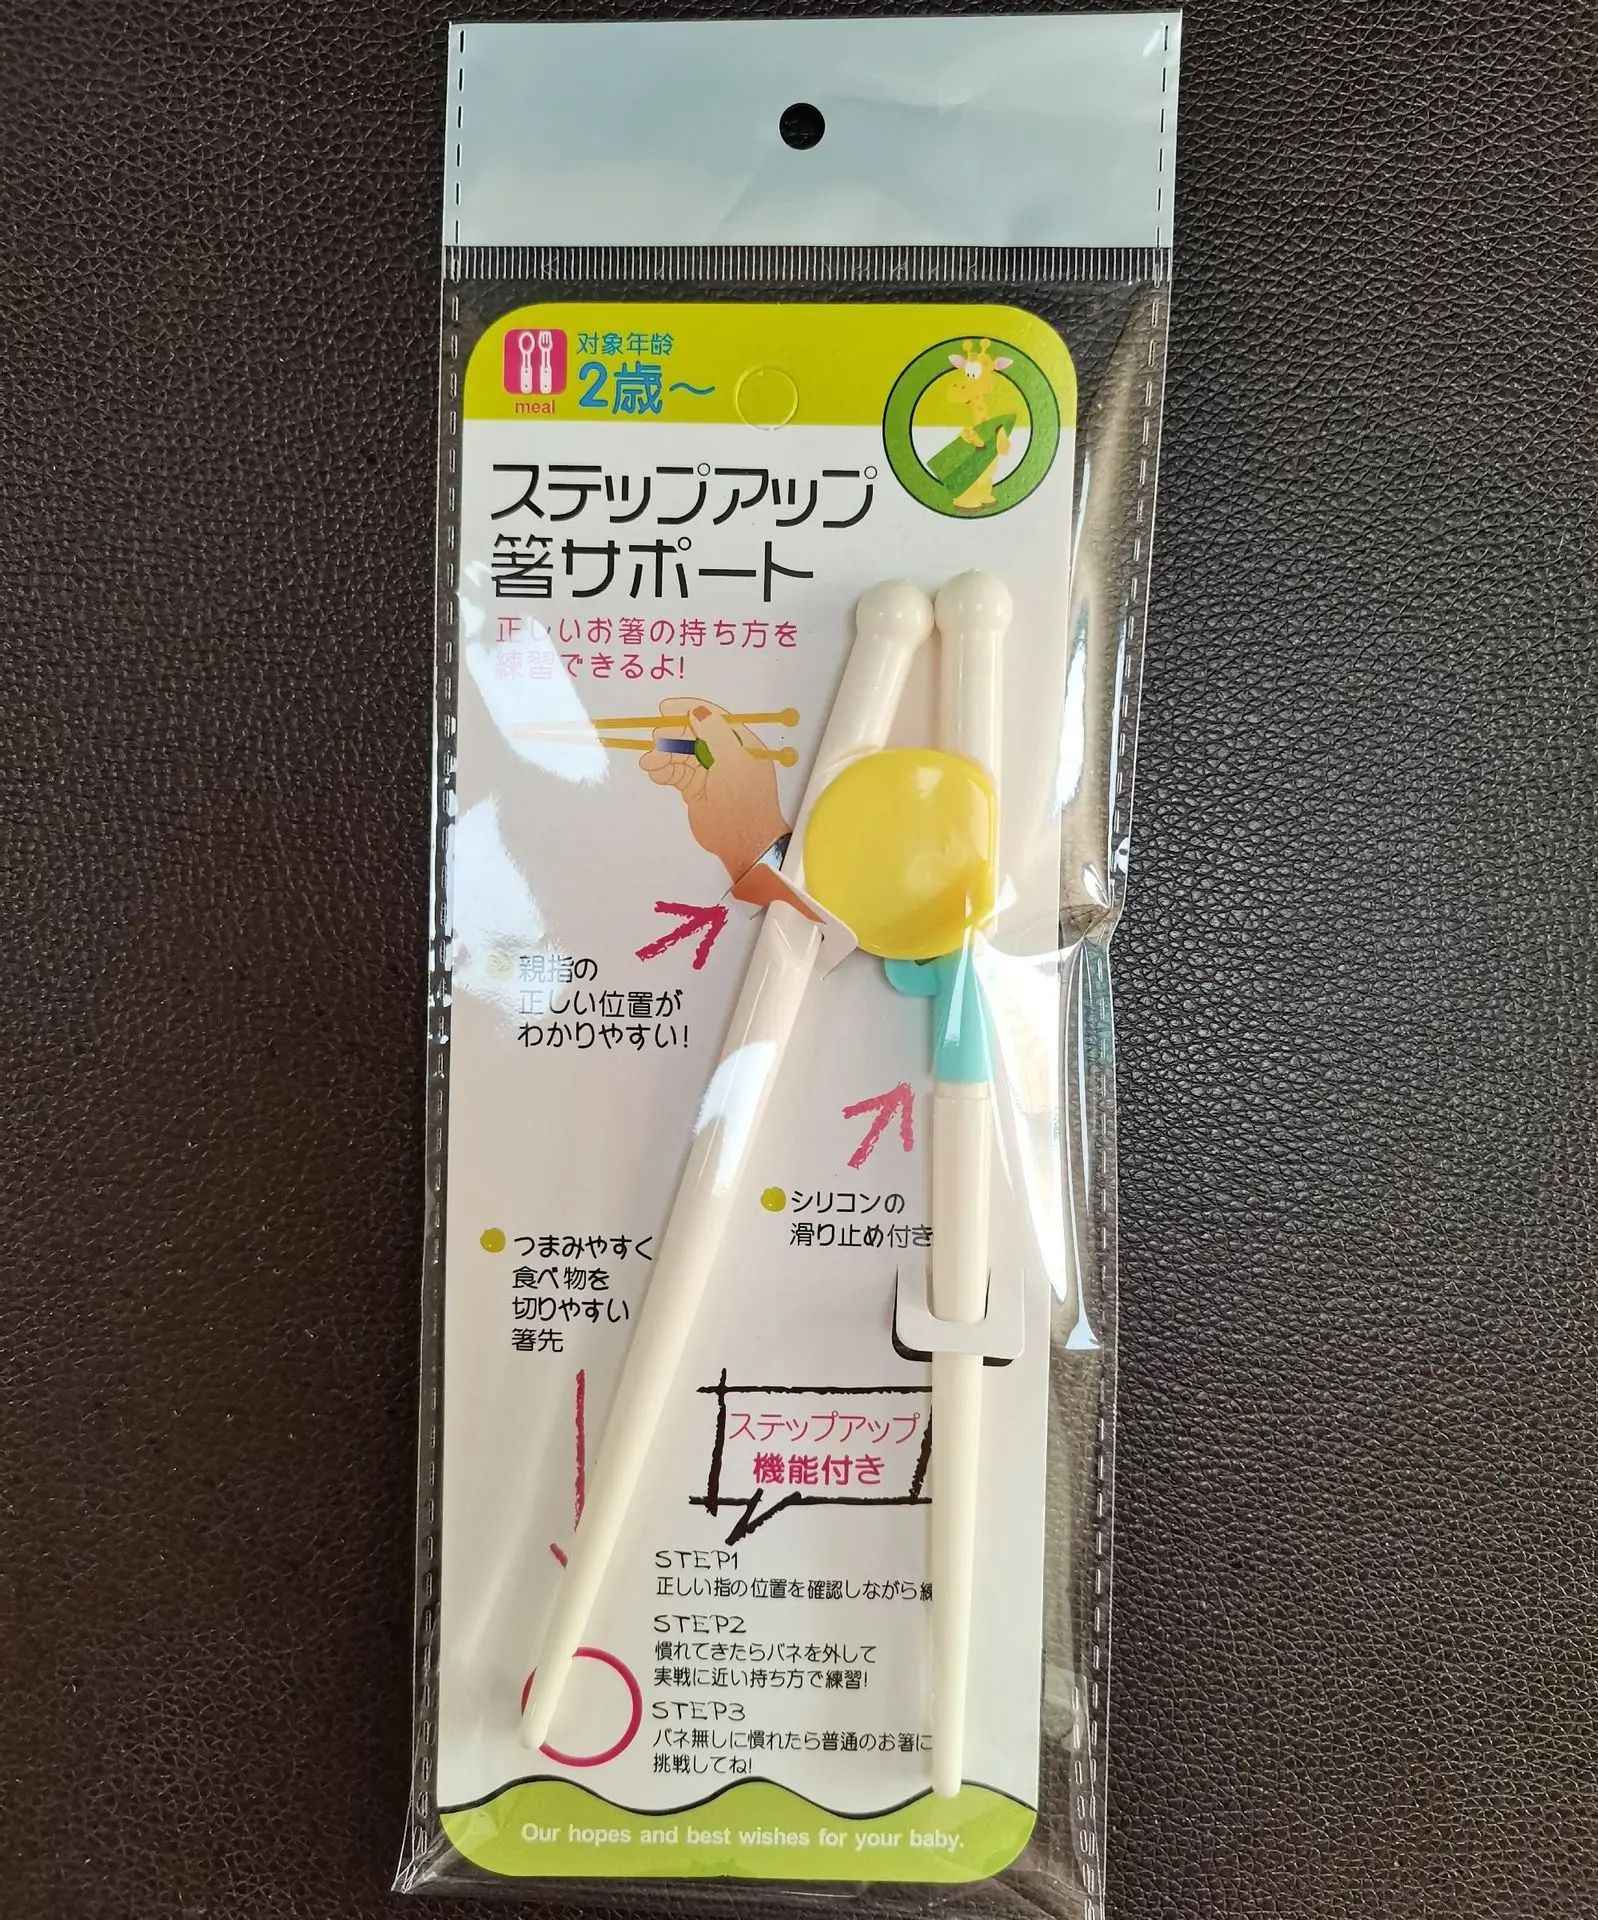 对象年齢
2歳～
meal
ステップアップ
箸サポート
正しいお箸の持ち方を
練習できるよ!
親指の
正しい位置が
わかりやすい!
シリコンの
滑り止め付き
つまみやすく
食べ物を
切りやすい
箸先
ステップアップ
機能付き
STEP1
正しい指の位置を確認しながら練
STEP2
慣れてきたらバネを外して
実戦に近い持ち方で練習!
STEP3
バネ無しに慣れたら普通のお箸に
挑戦してね!
Our hopes and best wishes for your baby.